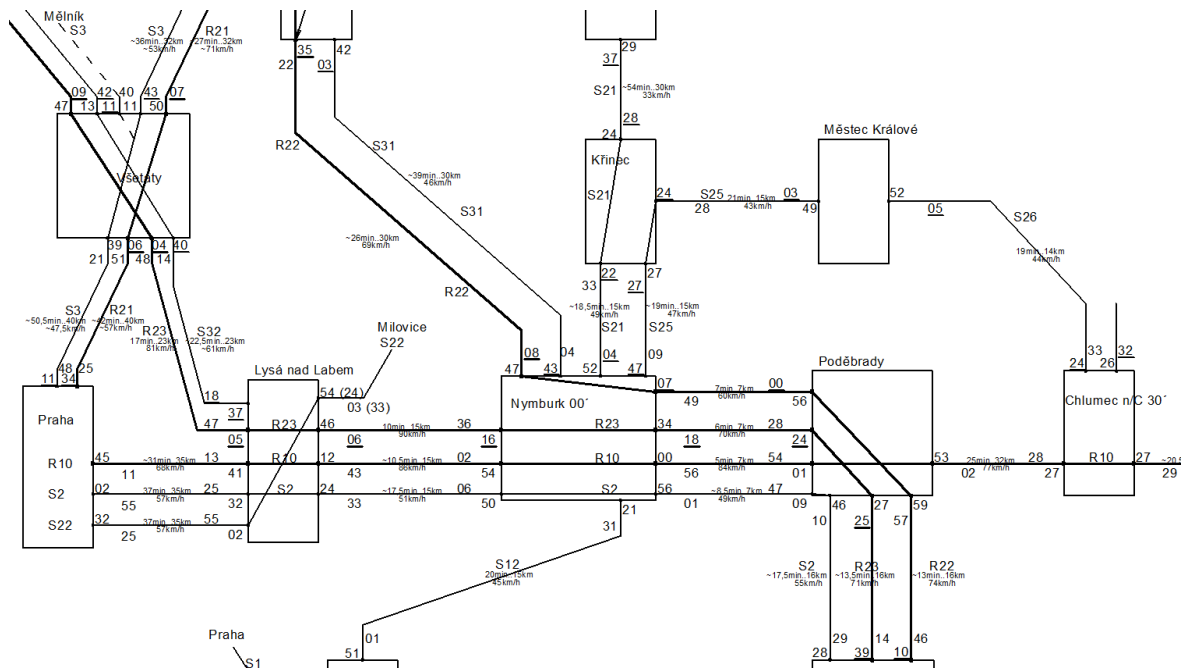 Mělník
S3
S3
~36min..32km
~53km/h
R21
~27min..32km
~71km/h
09
42
40
43
07
47
13
11
11
50
Všetaty
39
06
04
40
21
51
48
14
S3
~50,5min..40km
~47,5km/h
R21
~42min..40km
~57km/h
R23
17min..23km
81km/h
S32
~22,5min..23km
~61km/h
35
42
22
03
R22
S31
~39min..30km
46km/h
S31
~26min..30km
69km/h
R22
29
37
S21
~54min..30km
33km/h
28
24
Křinec
S21
24
28
S25
21min..15km
43km/h
03
49
Městec Králové
52
05
S26
19min..14km
44km/h
22
27
33
27
~18,5min..15km
49km/h
S21
~19min..15km
47km/h
S25
08
04
04
09
47
43
52
47
33
32
24
26
Milovice
S22
48
25
11
34
Praha
Lysá nad Labem
18
37
54 (24)
03 (33)
Nymburk 00´
07
49
7min..7km
60km/h
00
56
Poděbrady
Chlumec n/C 30´
47
05
R23
46
06
10min..15km
90km/h
36
16
R23
34
18
6min..7km
70km/h
28
24
R10
45
11
~31min..35km
68km/h
13
41
R10
12
43
~10,5min..15km
86km/h
02
54
R10
00
56
5min..7km
84km/h
54
01
53
02
25min..32km
77km/h
28
27
R10
27
29
~20,5
S2
02
55
37min..35km
57km/h
25
32
S2
24
33
~17,5min..15km
51km/h
06
50
S2
56
01
~8,5min..7km
49km/h
47
09
S22
32
25
37min..35km
57km/h
55
02
21
31
46
10
27
25
59
57
S12
20min..15km
45km/h
S2
~17,5min..16km
55km/h
R23
~13,5min..16km
71km/h
R22
~13min..16km
74km/h
Praha
S1
01
51
29
28
14
39
46
10